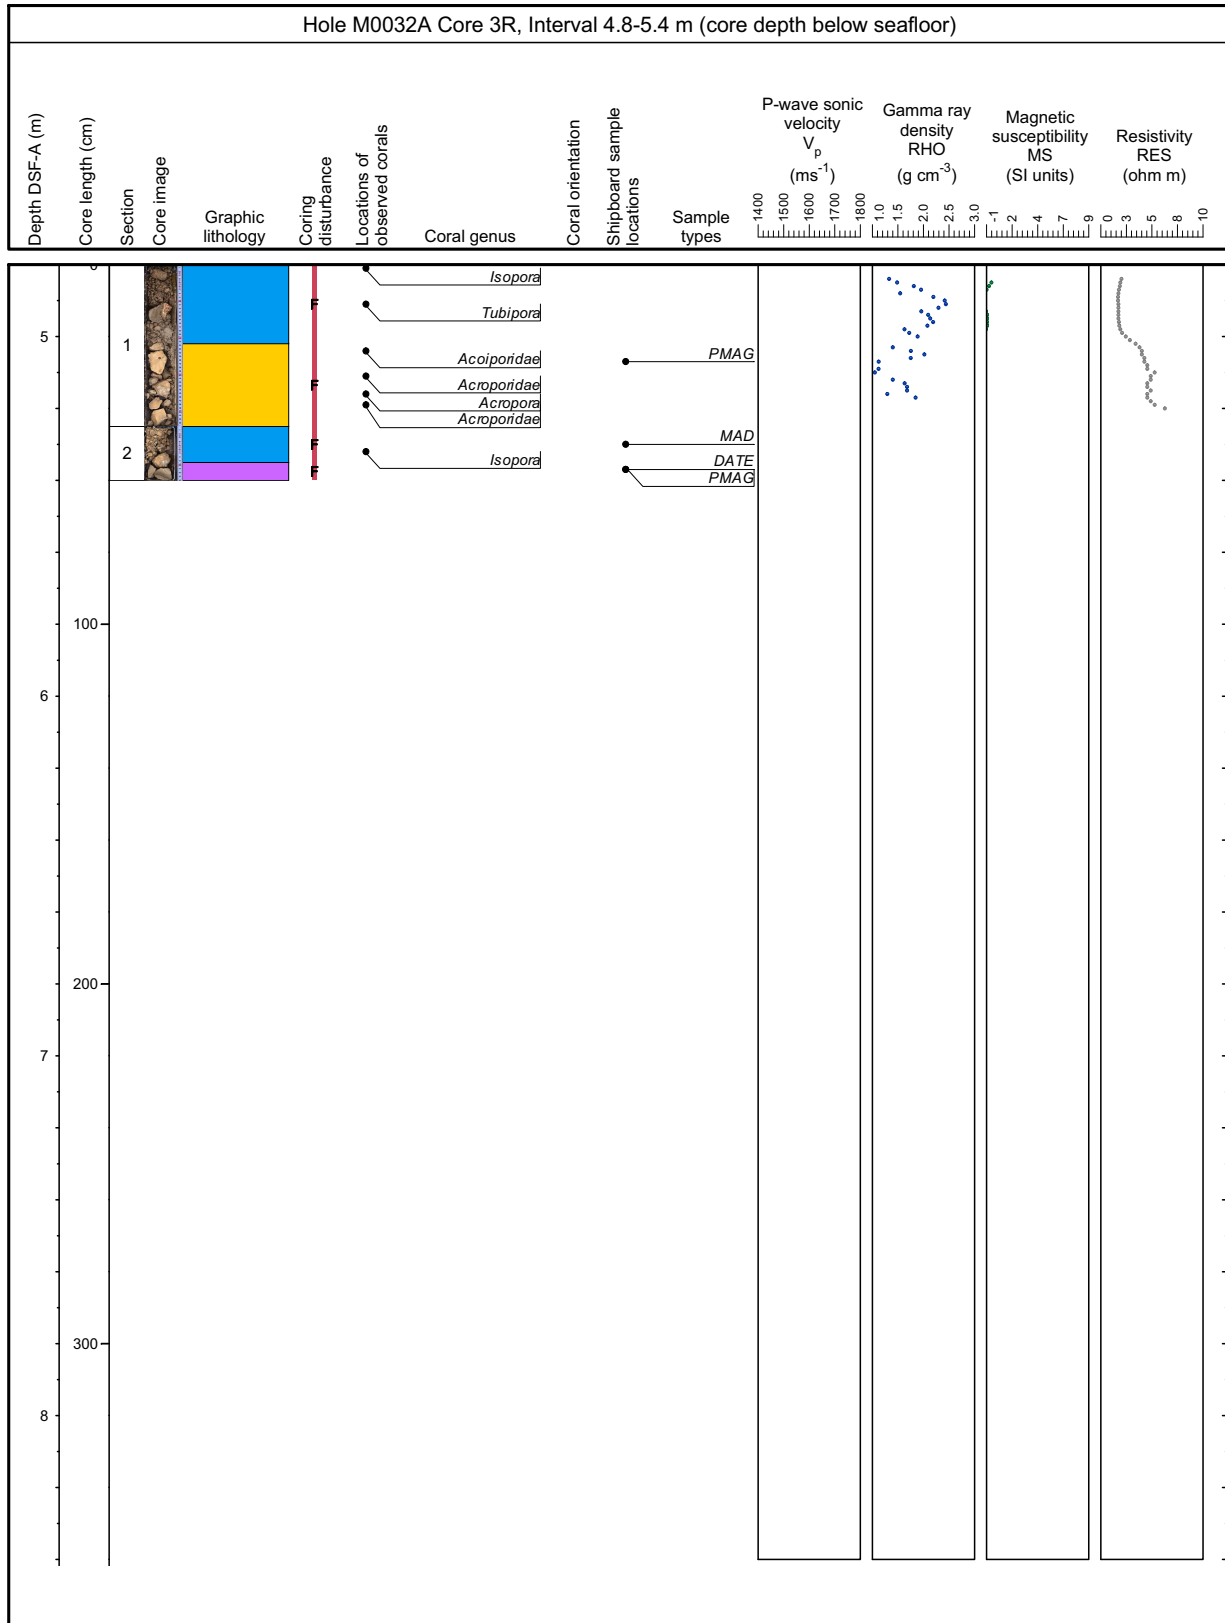 Hole M0032A Core 3R, Interval 4.8-5.4 m (core depth below seafloor)
Depth DSF-A (m)
Core length (cm)
Section
Core image
Graphic
lithology
Coring
disturbance
Locations of
observed corals
Coral genus
Coral orientation
Shipboard sample
locations
Sample
types
P-wave sonic
velocity
Vp
(ms-1)
1400
1500
1600
1700
1800
Gamma ray
density
RHO
(g cm-3)
1.0
1.5
2.0
2.5
3.0
Magnetic
susceptibility
MS
(SI units)
-1
2
4
7
9
Resistivity
RES
(ohm m)
0
3
5
8
10
0
Isopora
F
Tubipora
5
1
Acoiporidae
PMAG
F
Acroporidae
Acropora
Acroporidae
F
MAD
2
Isopora
DATE
F
PMAG
100
6
200
7
300
8